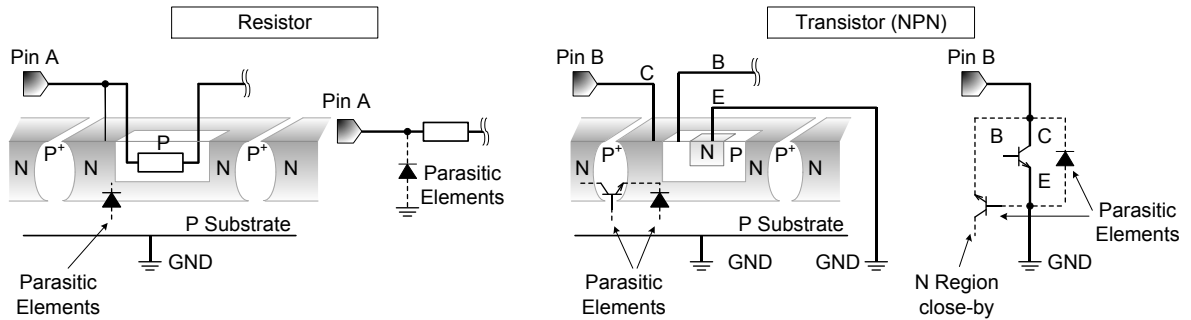 Resistor
Transistor (NPN)
Pin A
Pin B
Pin B
C
B
E
Pin A
N
P+
N
P
P+
N
N
N
P+
N
N
P
P+
N
N
B
C
E
Parasitic
Elements
P Substrate
GND
Parasitic
Elements
P Substrate
GND
GND
Parasitic
Elements
Parasitic
Elements
N Region
close-by
GND